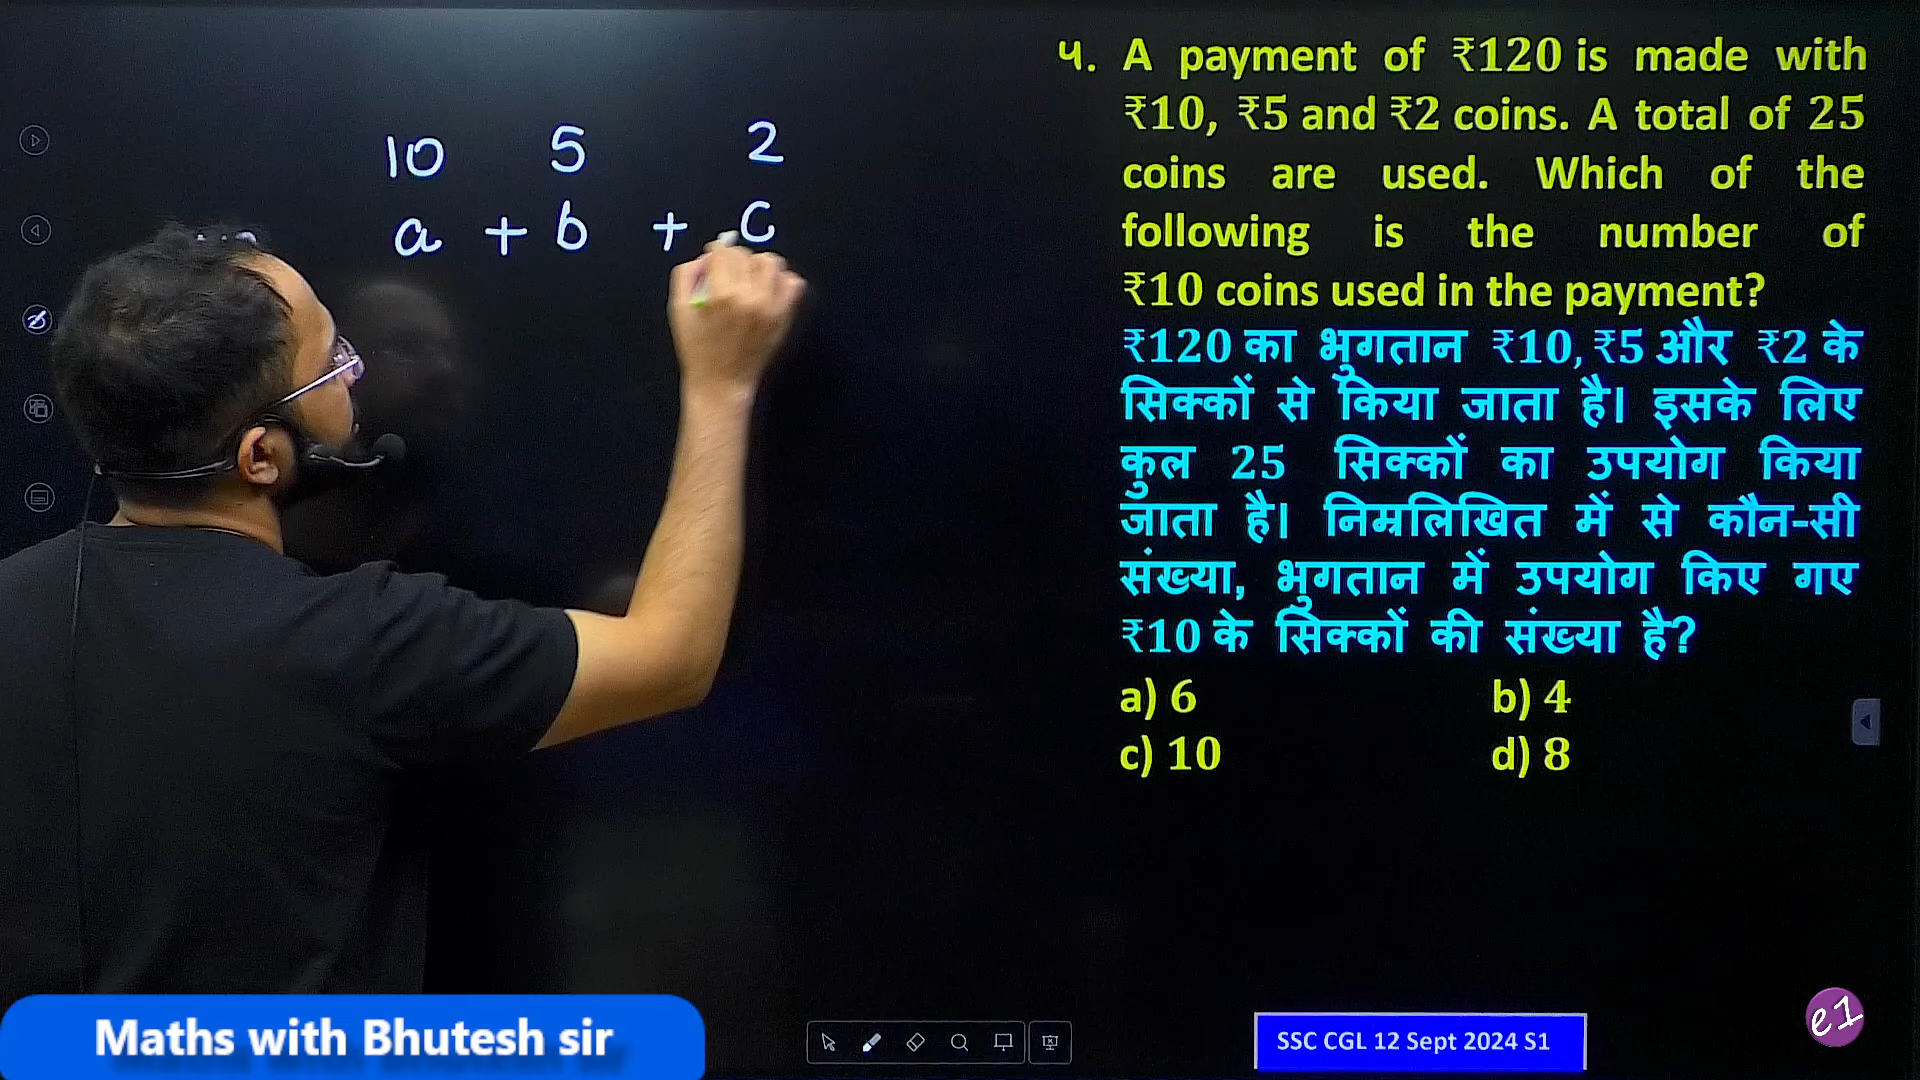 10 5 2
a + b + c
4. A payment of ₹120 is made with
₹10, ₹5 and ₹2 coins. A total of 25
coins are used. Which of the
following is the number of
₹10 coins used in the payment?
₹120 का भुगतान ₹10, ₹5 और ₹2 के
सिक्कों से किया जाता है। इसके लिए
कुल 25 सिक्कों का उपयोग किया
जाता है। निम्नलिखित में से कौन-सी
संख्या, भुगतान में उपयोग किए गए
₹10 के सिक्कों की संख्या है?
a) 6 b) 4
c) 10 d) 8
Maths with Bhutesh sir
SSC CGL 12 Sept 2024 S1
e1